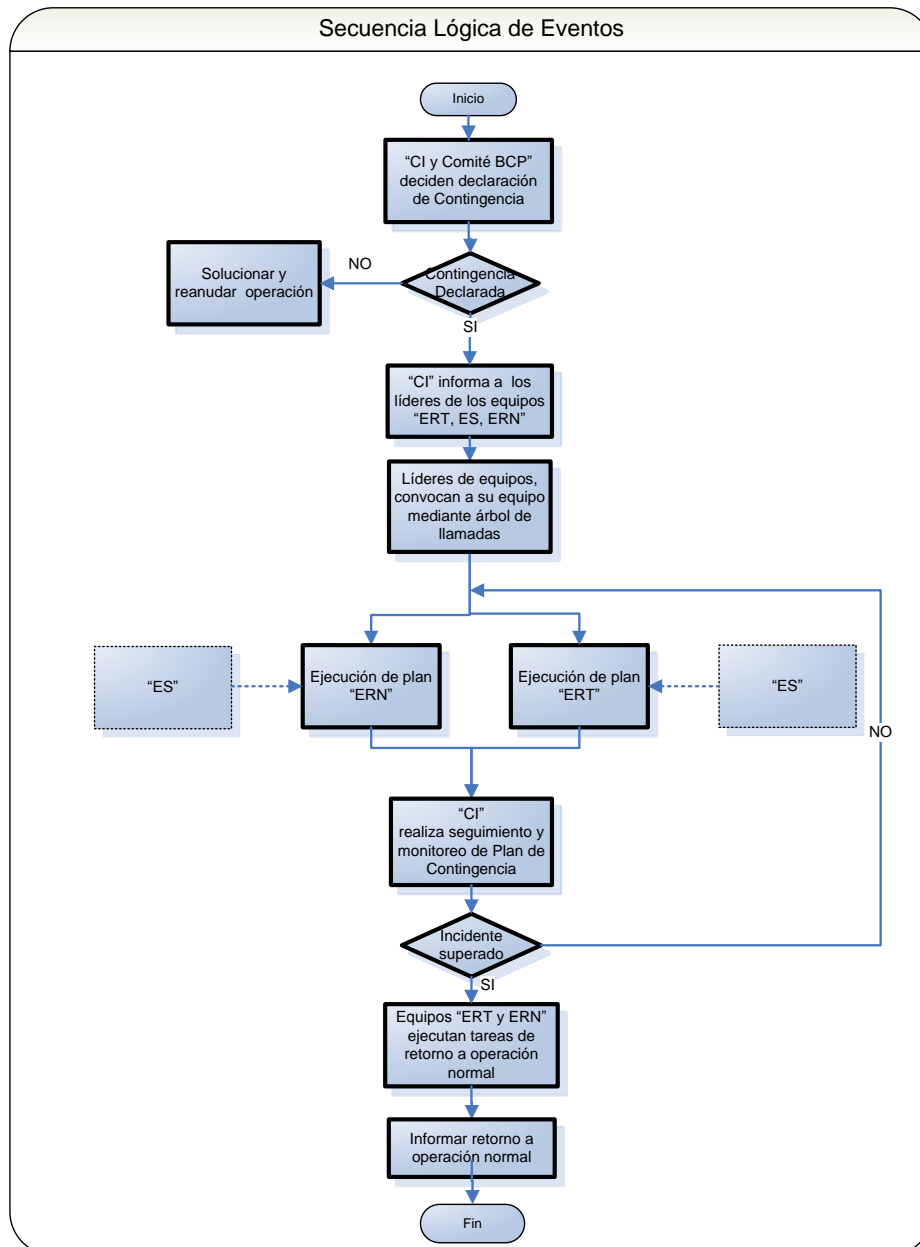 Secuencia Lógica de Eventos
Inicio
“CI y Comité BCP”
deciden declaración
de Contingencia
NO
Contingencia
Declarada
Solucionar y
reanudar operación
SI
“CI” informa a los
líderes de los equipos
“ERT, ES, ERN”
Líderes de equipos,
convocan a su equipo
mediante árbol de
llamadas
“ES”
Ejecución de plan
“ERN”
Ejecución de plan
“ERT”
“ES”
NO
“CI”
realiza seguimiento y
monitoreo de Plan de
Contingencia
Incidente
superado
SI
Equipos “ERT y ERN”
ejecutan tareas de
retorno a operación
normal
Informar retorno a
operación normal
Fin